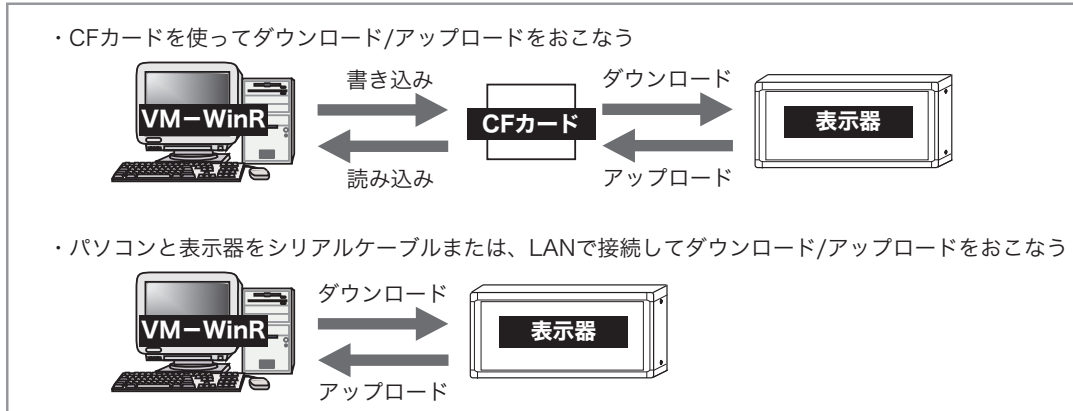 ・CFカードを使ってダウンロード/アップロードをおこなう
書き込み
ダウンロード
VM－WinR
CFカード
表示器
読み込み
アップロード
・パソコンと表示器をシリアルケーブルまたは、LANで接続してダウンロード/アップロードをおこなう
ダウンロード
VM－WinR
表示器
アップロード